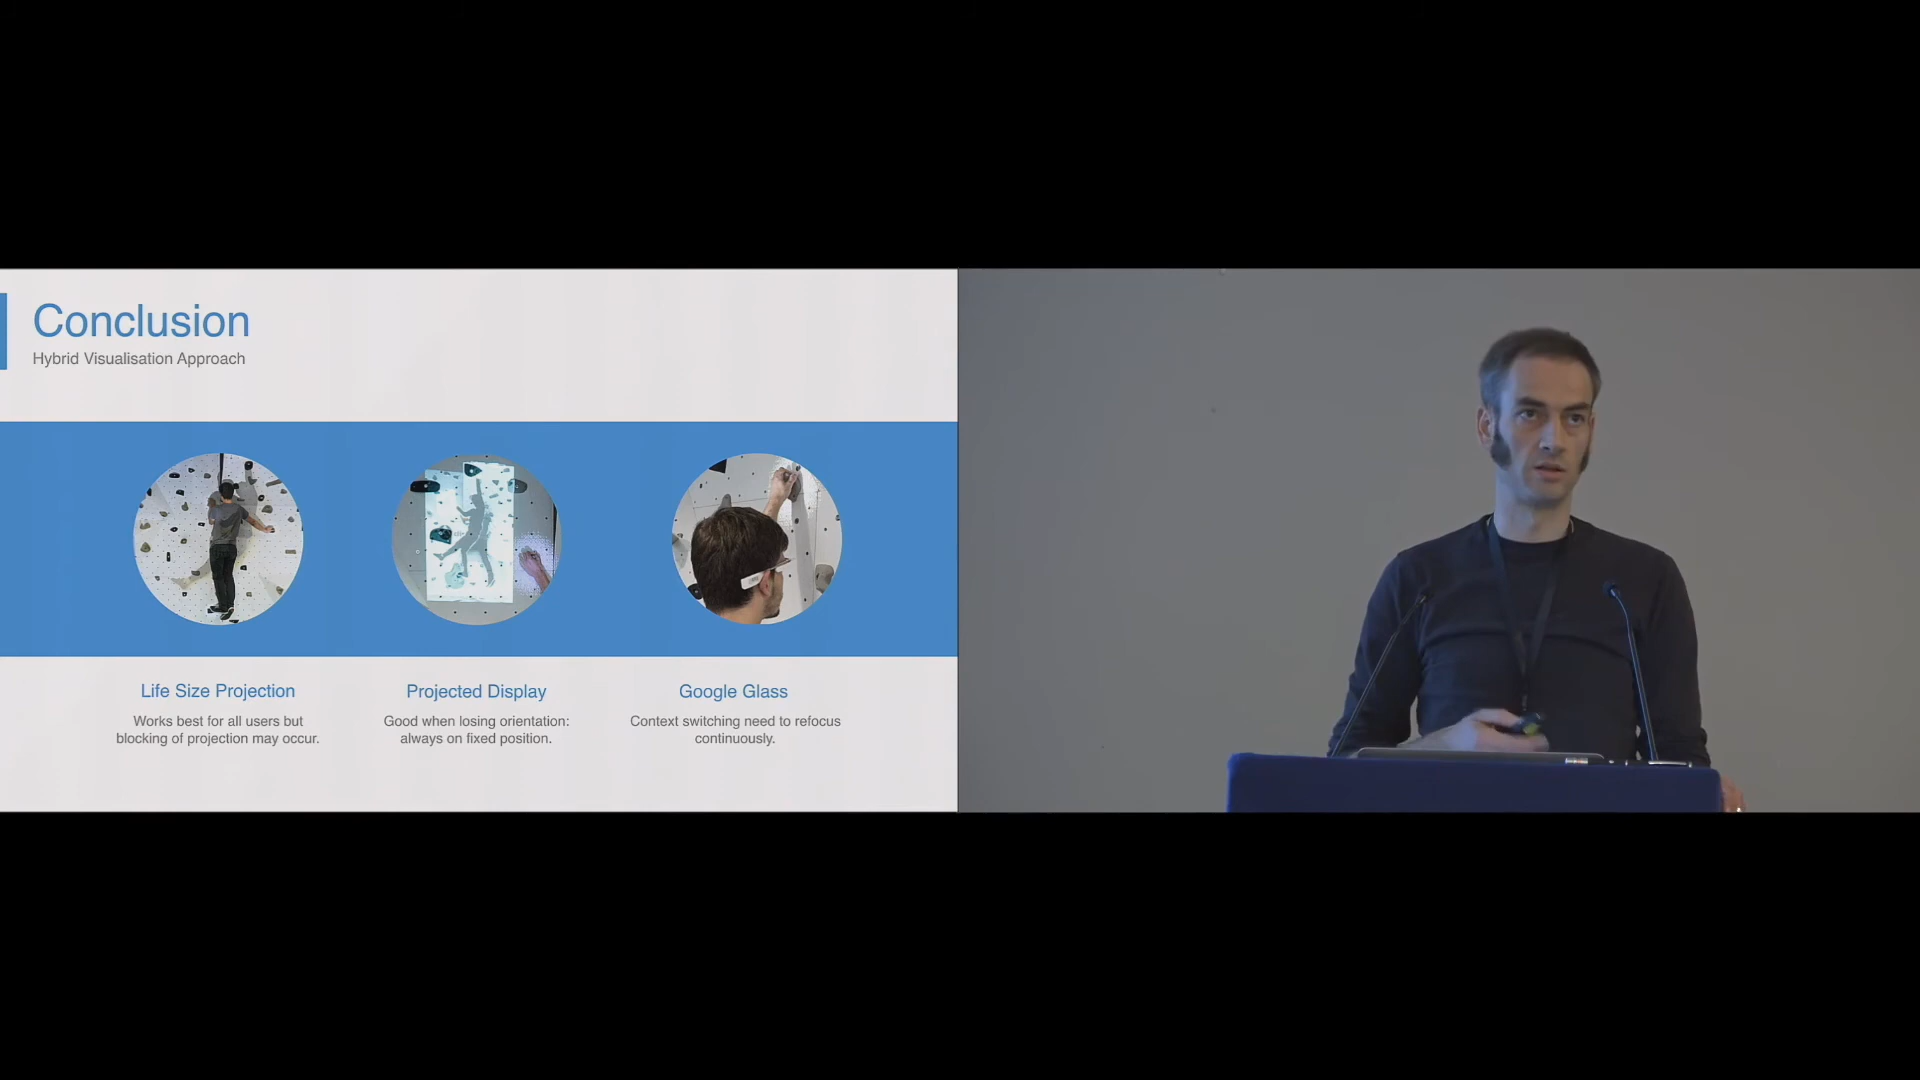 Conclusion
Hybrid Visualisation Approach
Life Size Projection
Works best for all users but
blocking of projection may occur.
Projected Display
Good when losing orientation:
always on fixed position.
Google Glass
Context switching need to refocus
continuously.